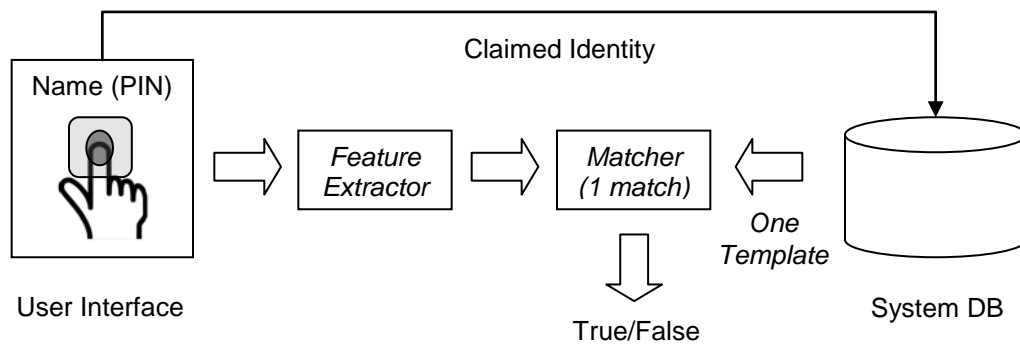 Claimed Identity
Name (PIN)
Feature
Extractor
Matcher
(1 match)
One
Template
User Interface
System DB
True/False